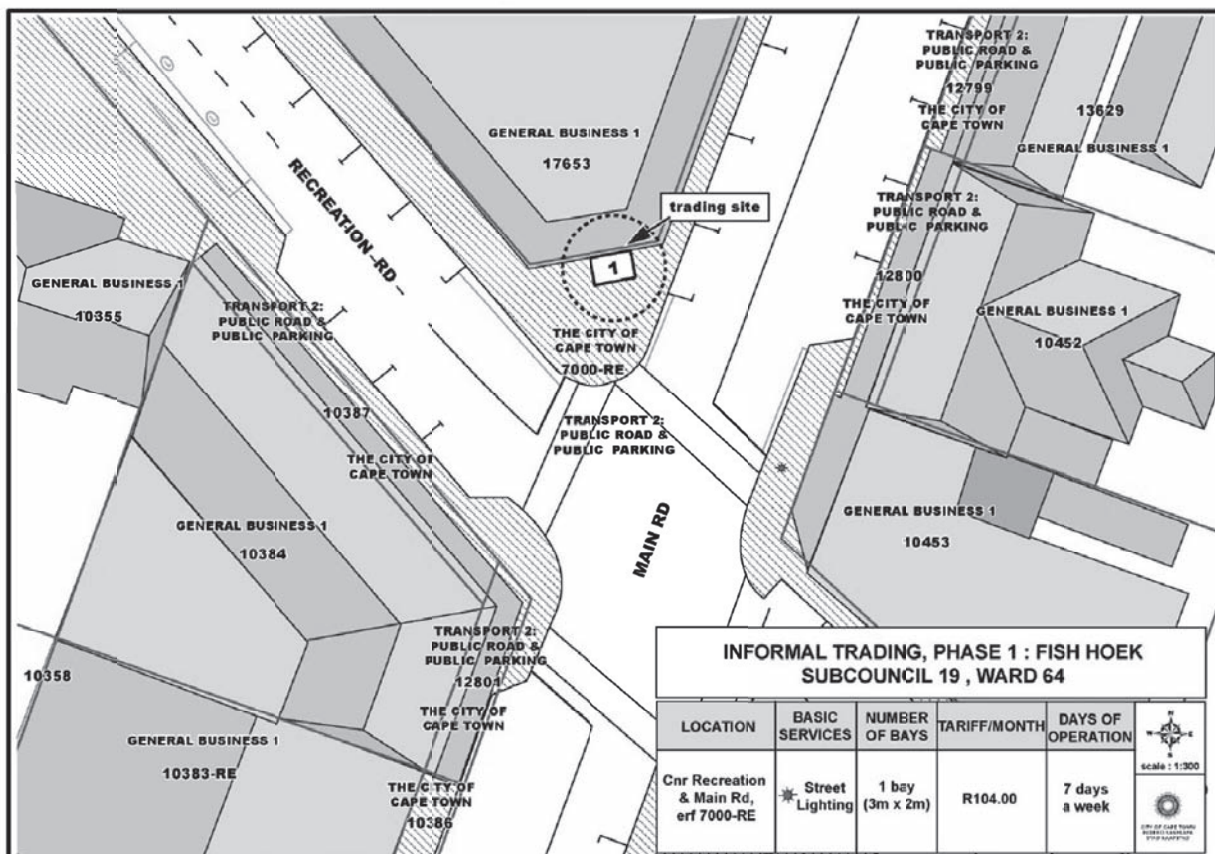 TRANSPORT 2:
PUBLIC ROAD &
PUBLIC PARKING
12799
THE CITY OF
CAPE TOWN
13629
GENERAL BUSINESS 1
GENERAL BUSINESS 1
17653
RECREATION RD
trading site
1
TRANSPORT 2:
PUBLIC ROAD &
PUBLIC PARKING
12800
THE CITY OF
CAPE TOWN
GENERAL BUSINESS 1
10452
GENERAL BUSINESS 1
10355
TRANSPORT 2:
PUBLIC ROAD &
PUBLIC PARKING
THE CITY OF
CAPE TOWN
7000-RE
TRANSPORT 2:
PUBLIC ROAD &
PUBLIC PARKING
10387
THE CITY OF
CAPE TOWN
GENERAL BUSINESS 1
10384
MAIN RD
GENERAL BUSINESS 1
10453
TRANSPORT 2:
PUBLIC ROAD &
PUBLIC PARKING
12801
THE CITY OF
CAPE TOWN
10358
GENERAL BUSINESS 1
10383-RE
THE CITY OF
CAPE TOWN
10386
INFORMAL TRADING, PHASE 1 : FISH HOEK
SUBCOUNCIL 19 , WARD 64
LOCATION
BASIC
SERVICES
NUMBER
OF BAYS
TARIFF/MONTH
DAYS OF
OPERATION
Cnr Recreation
& Main Rd,
erf 7000-RE
Street
Lighting
1 bay
(3m x 2m)
R104.00
7 days
a week
N
W E
S
scale : 1:300
CITY OF CAPE TOWN